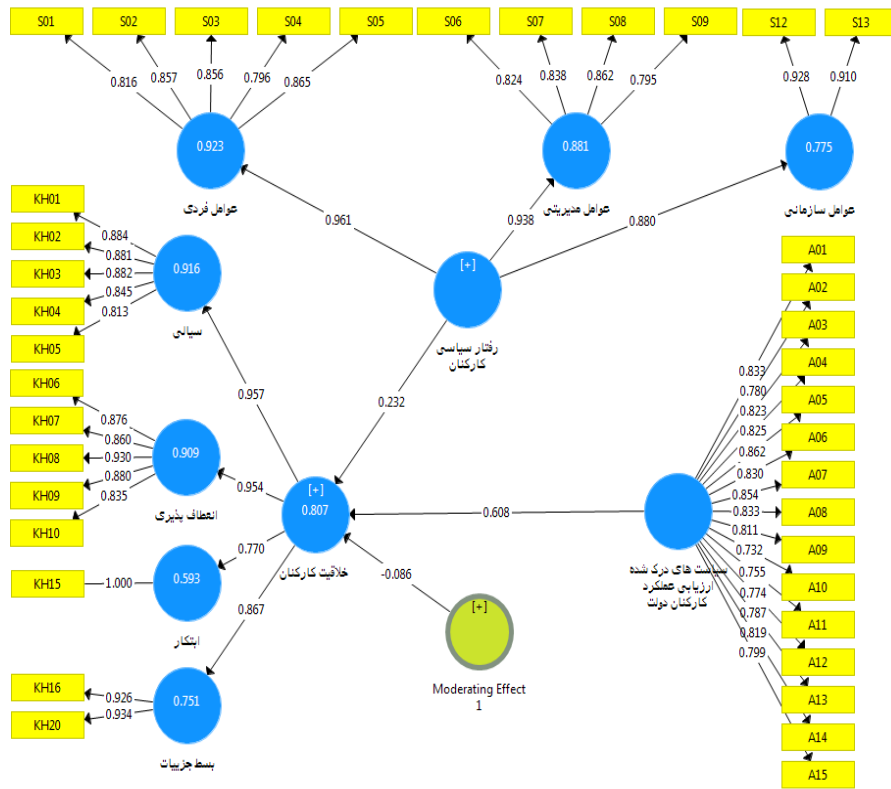 S01
S02
S03
S04
S05
S06
S07
S08
S09
S12
S13
0.816
0.857
0.856
0.796
0.865
0.824
0.838
0.862
0.795
0.928
0.910
0.923
0.881
0.775
عوامل فردی
عوامل مدیریتی
عوامل سازمانی
0.961
0.938
0.880
KH01
KH02
KH03
KH04
KH05
0.884
0.881
0.882
0.845
0.813
0.916
سیالی
[+]
رفتار سیاسی
کارکنان
0.957
0.232
KH06
KH07
KH08
KH09
KH10
0.876
0.860
0.930
0.880
0.835
0.909
انعطاف پذیری
0.954
[+]
0.807
خلاقیت کارکنان
0.608
-0.086
KH15
1.000
0.593
ابتکار
0.770
0.867
KH16
KH20
0.926
0.934
0.751
بسط جزییات
[+]
Moderating Effect
1
سیاست های درک شده
ارزیابی عملکرد
کارکنان دولت
0.833
0.780
0.823
0.825
0.862
0.830
0.854
0.833
0.811
0.732
0.755
0.774
0.787
0.819
0.799
A01
A02
A03
A04
A05
A06
A07
A08
A09
A10
A11
A12
A13
A14
A15